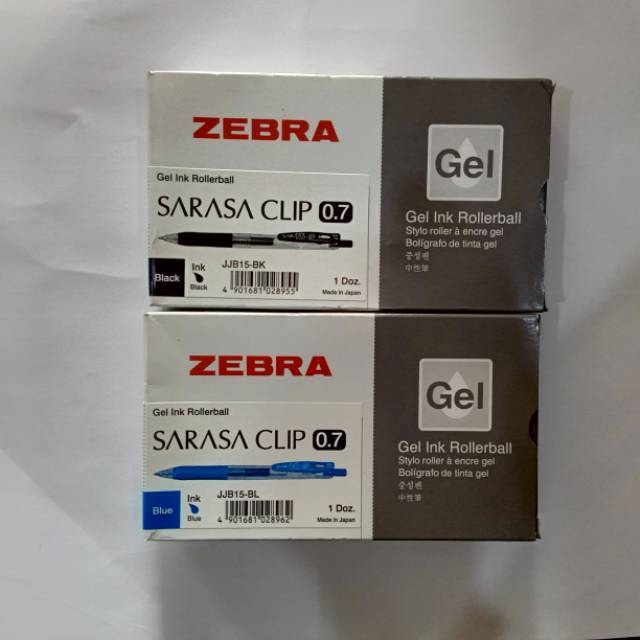 ZEBRA
Gel Ink Rollerball
SARASA CLIP 0.7
Black
Ink
Black
JJB15-BK
4 901681 028955
1 Doz.
Made in Japan
Gel
Gel Ink Rollerball
Stylo roller à encre gel
Bolígrafo de tinta gel
중성펜
中性筆
ZEBRA
Gel Ink Rollerball
SARASA CLIP 0.7
Blue
Ink
Blue
JJB15-BL
4 901681 028962
1 Doz.
Made in Japan
Gel
Gel Ink Rollerball
Stylo roller à encre gel
Bolígrafo de tinta gel
중성펜
中性筆